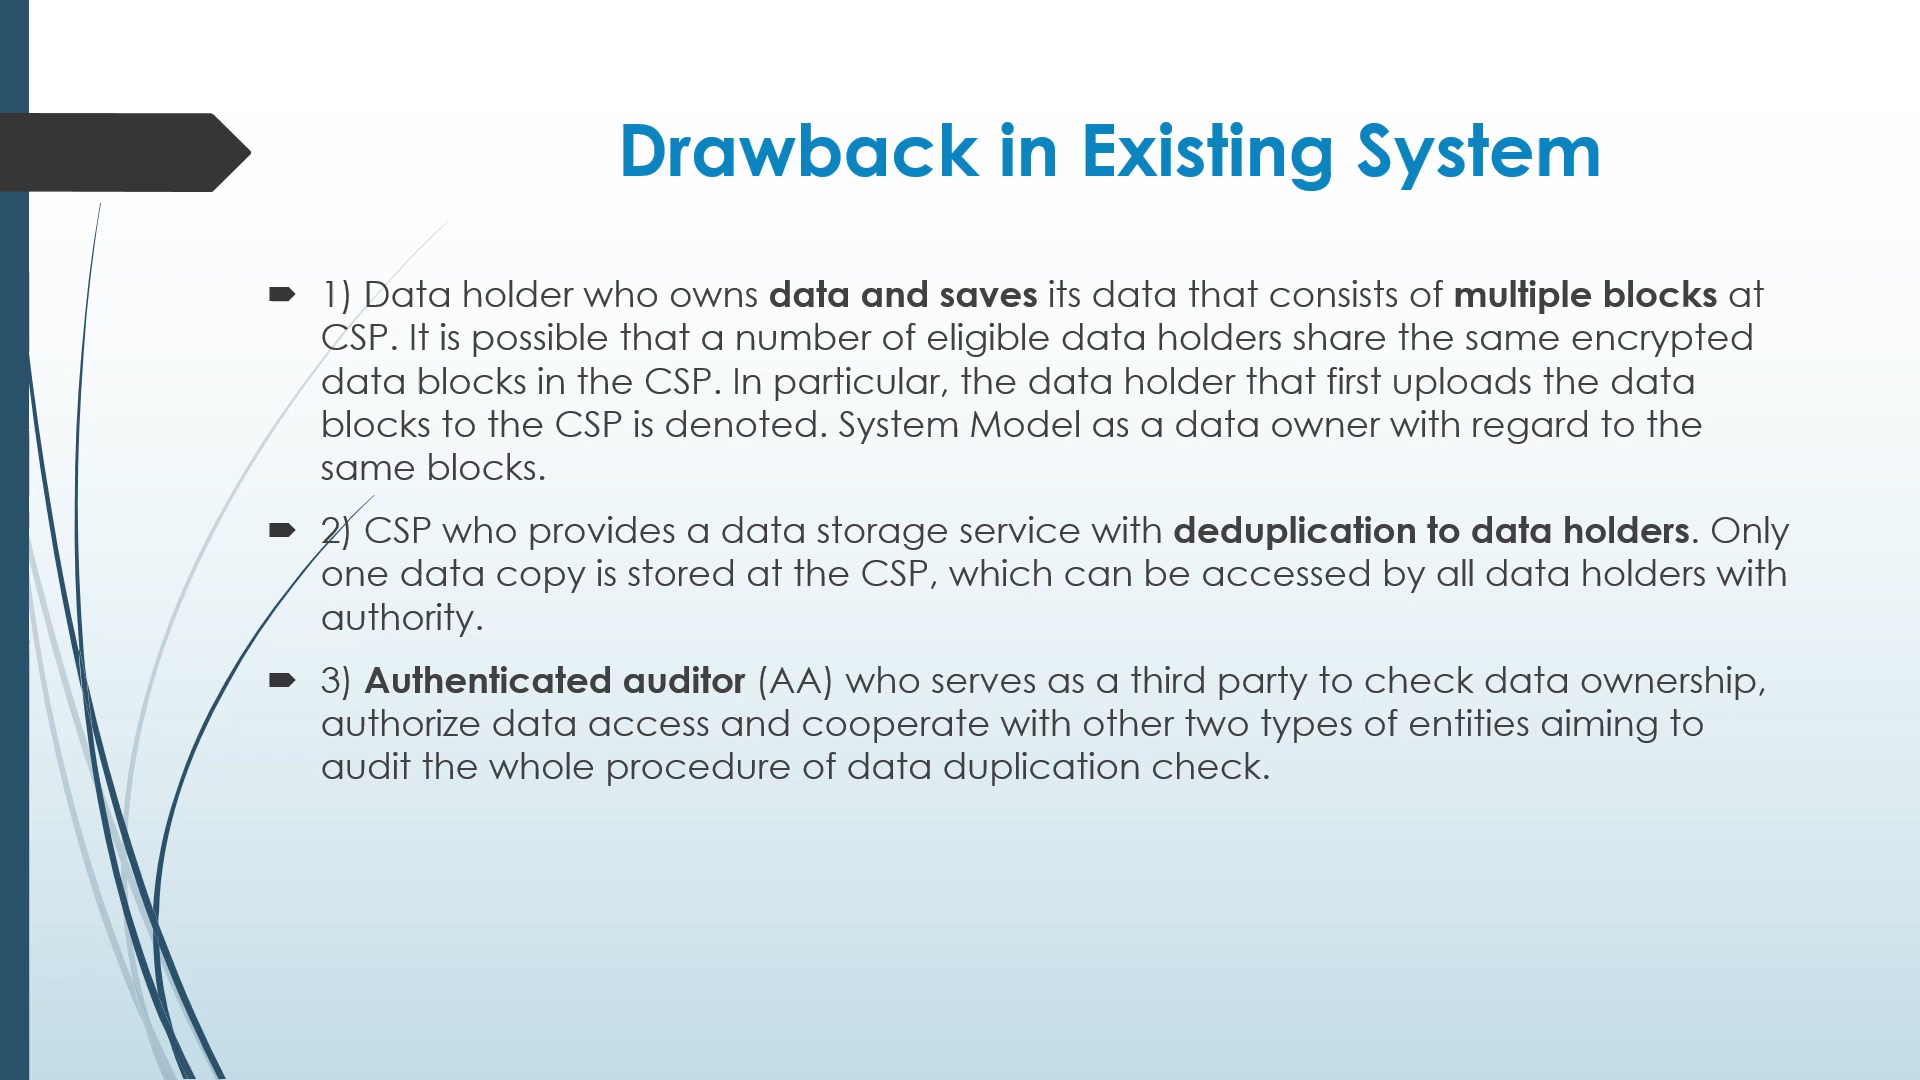 Drawback in Existing System
1) Data holder who owns data and saves its data that consists of multiple blocks at
CSP. It is possible that a number of eligible data holders share the same encrypted
data blocks in the CSP. In particular, the data holder that first uploads the data
blocks to the CSP is denoted. System Model as a data owner with regard to the
same blocks.
2) CSP who provides a data storage service with deduplication to data holders. Only
one data copy is stored at the CSP, which can be accessed by all data holders with
authority.
3) Authenticated auditor (AA) who serves as a third party to check data ownership,
authorize data access and cooperate with other two types of entities aiming to
audit the whole procedure of data duplication check.